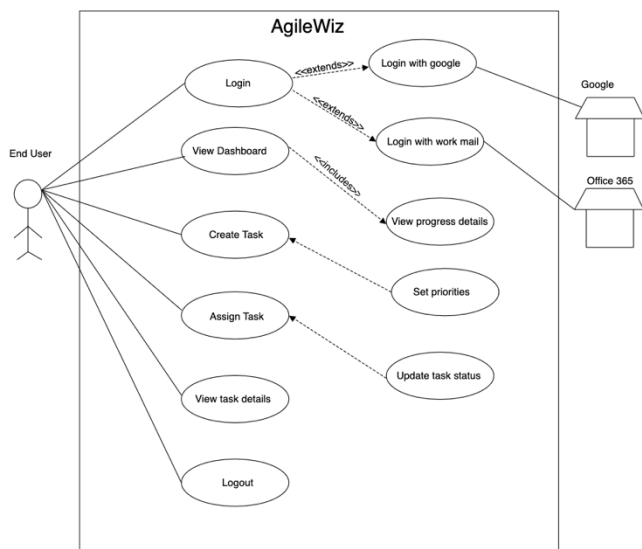 AgileWiz
Login
<<extends>>
Login with google
Google
<<extends>>
Login with work mail
Office 365
End User
View Dashboard
<<includes>>
View progress details
Create Task
Set priorities
Assign Task
Update task status
View task details
Logout